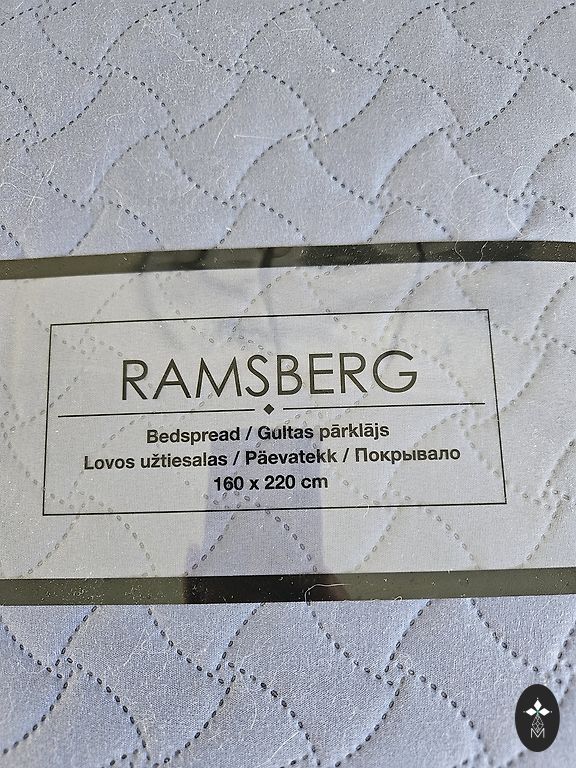 RAMSBERG
Bedspread / Gultas pārklājs
Lovos užtiesalas / Päevatekk / Покрывало
160 x 220 cm
M